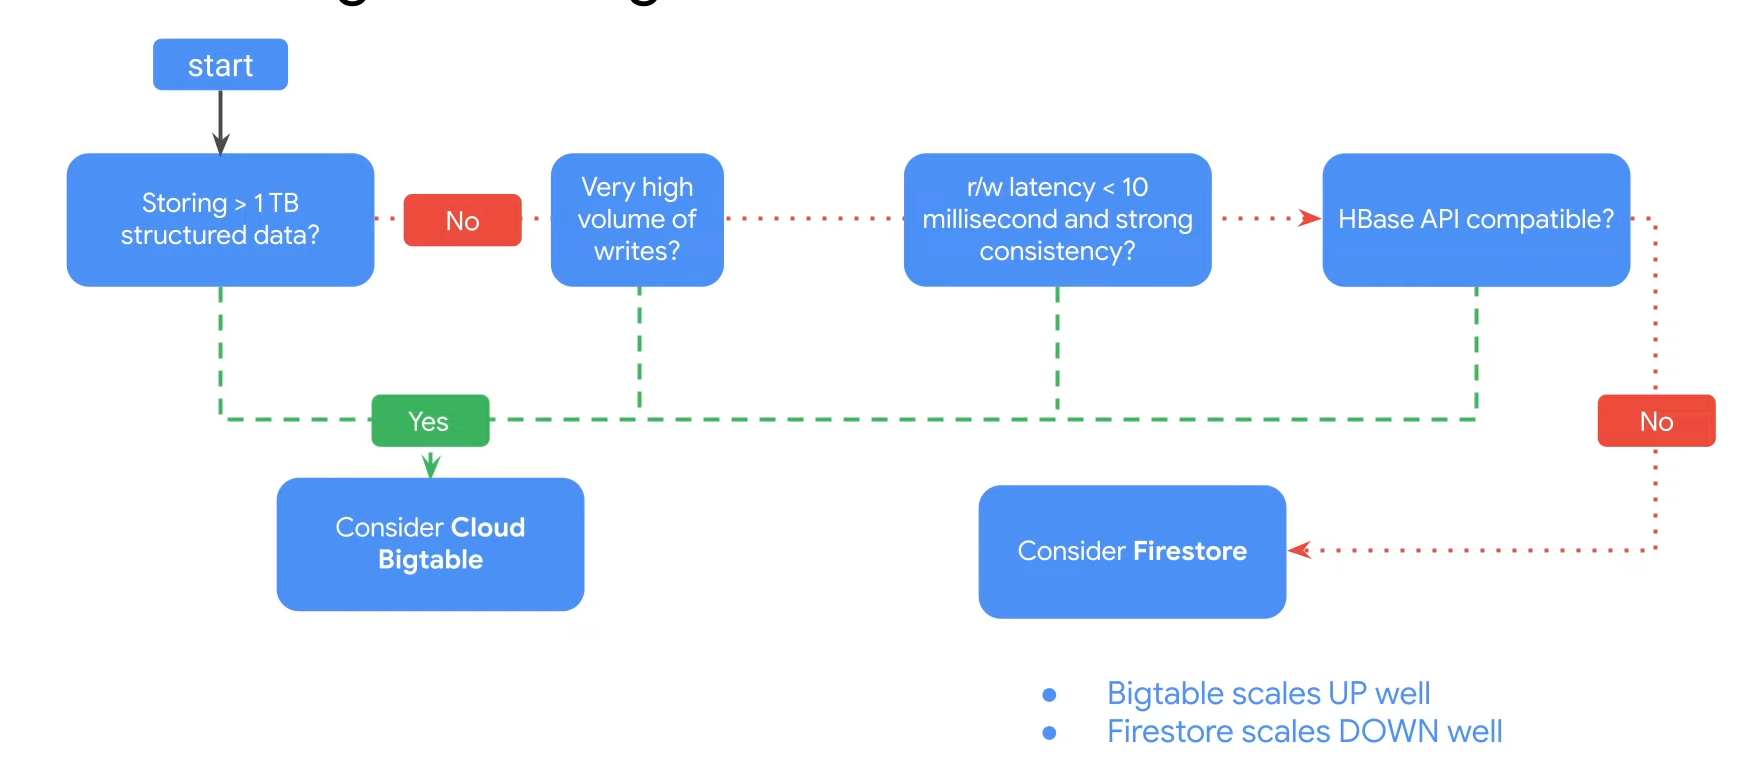 start
Storing > 1 TB
structured data?
No
Very high
volume of
writes?
r/w latency < 10
millisecond and strong
consistency?
HBase API compatible?
Yes
No
Consider Cloud
Bigtable
Consider Firestore
● Bigtable scales UP well
● Firestore scales DOWN well